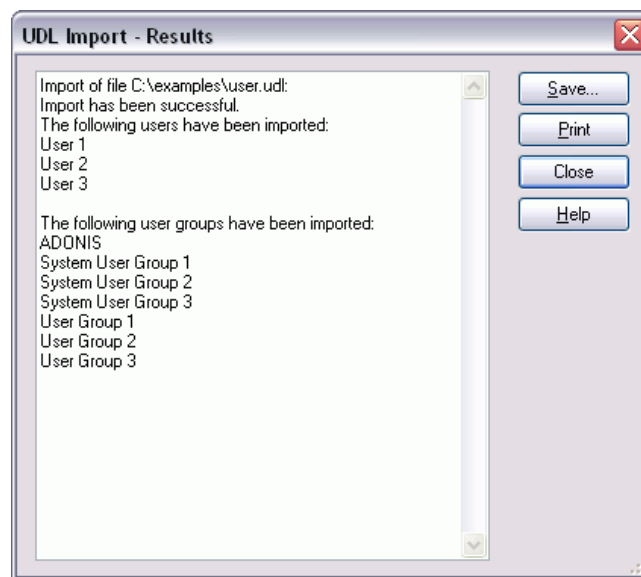 UDL Import - Results
Import of file C:\examples\user.udl:
Import has been successful.
The following users have been imported:
User 1
User 2
User 3
The following user groups have been imported:
ADONIS
System User Group 1
System User Group 2
System User Group 3
User Group 1
User Group 2
User Group 3
Save...
Print
Close
Help